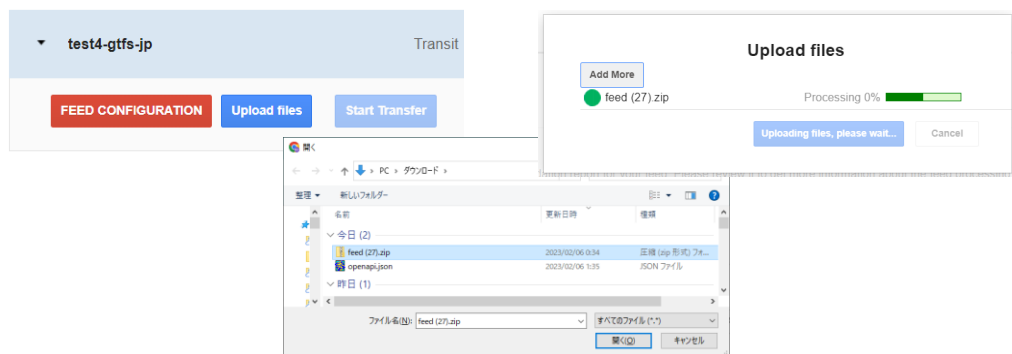 test4-gtfs-jp
Transit
FEED CONFIGURATION
Upload files
Start Transfer
Upload files
Add More
feed (27).zip
Processing 0%
Uploading files, please wait...
Cancel
開く
PC › ダウンロード ›
整理
新しいフォルダー
名前
更新日時
種類
今日 (2)
feed (27).zip
2023/02/06 0:34
圧縮 (zip 形式) フォ...
openapi.json
2023/02/06 1:35
JSON ファイル
昨日 (1)
ファイル名(N):
feed (27).zip
すべてのファイル (*.*)
開く(O)
キャンセル